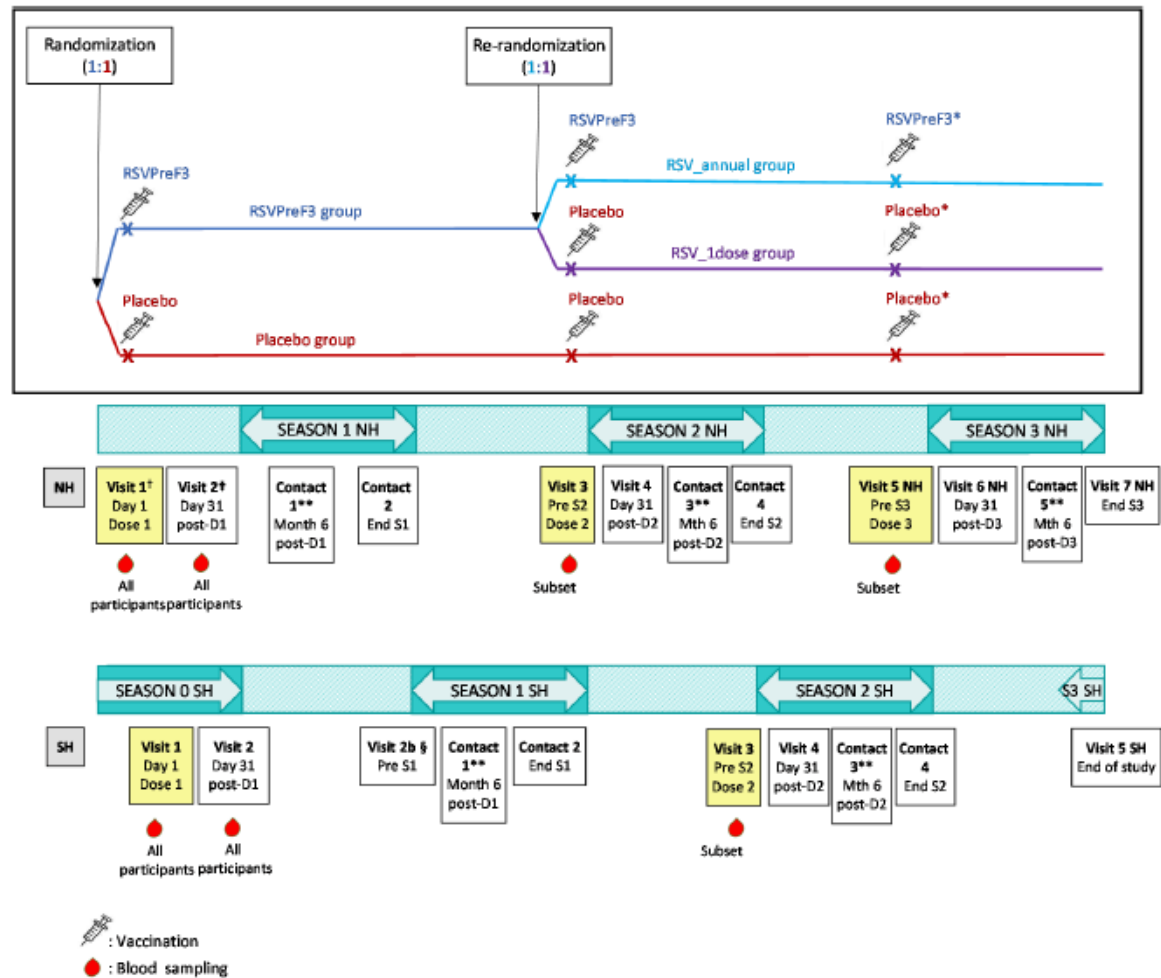 Randomization
(1:1)
Re-randomization
(1:1)
RSVPreF3
RSVPreF3*
RSV_annual group
RSVPreF3
RSVPreF3 group
Placebo
Placebo*
RSV_1dose group
Placebo
Placebo
Placebo*
Placebo group
SEASON 1 NH
SEASON 2 NH
SEASON 3 NH
NH
Visit 1†
Day 1
Dose 1
Visit 2†
Day 31
post-D1
Contact
1**
Month 6
post-D1
Contact
2
End S1
Visit 3
Pre S2
Dose 2
Visit 4
Day 31
post-D2
Contact
3**
Mth 6
post-D2
Contact
4
End S2
Visit 5 NH
Pre S3
Dose 3
Visit 6 NH
Day 31
post-D3
Contact
5**
Mth 6
post-D3
Visit 7 NH
End S3
All
participants
All
participants
Subset
Subset
SEASON 0 SH
SEASON 1 SH
SEASON 2 SH
S3 SH
SH
Visit 1
Day 1
Dose 1
Visit 2
Day 31
post-D1
Visit 2b §
Pre S1
Contact
1**
Month 6
post-D1
Contact 2
End S1
Visit 3
Pre S2
Dose 2
Visit 4
Day 31
post-D2
Contact
3**
Mth 6
post-D2
Contact
4
End S2
Visit 5 SH
End of study
All
participants
All
participants
Subset
: Vaccination
: Blood sampling